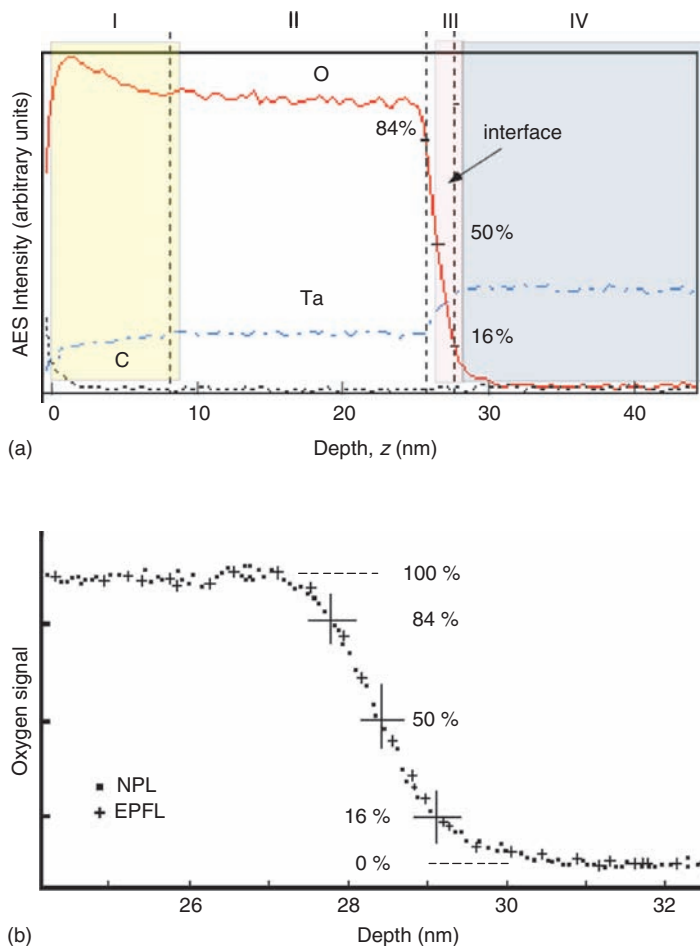 I II III IV
O
84%
interface
50%
Ta
16%
C
AES Intensity (arbitrary units)
0 10 20 30 40
(a) Depth, z (nm)
100 %
84 %
50 %
Oxygen signal
NPL
EPFL
16 %
0 %
26 28 30 32
(b) Depth (nm)